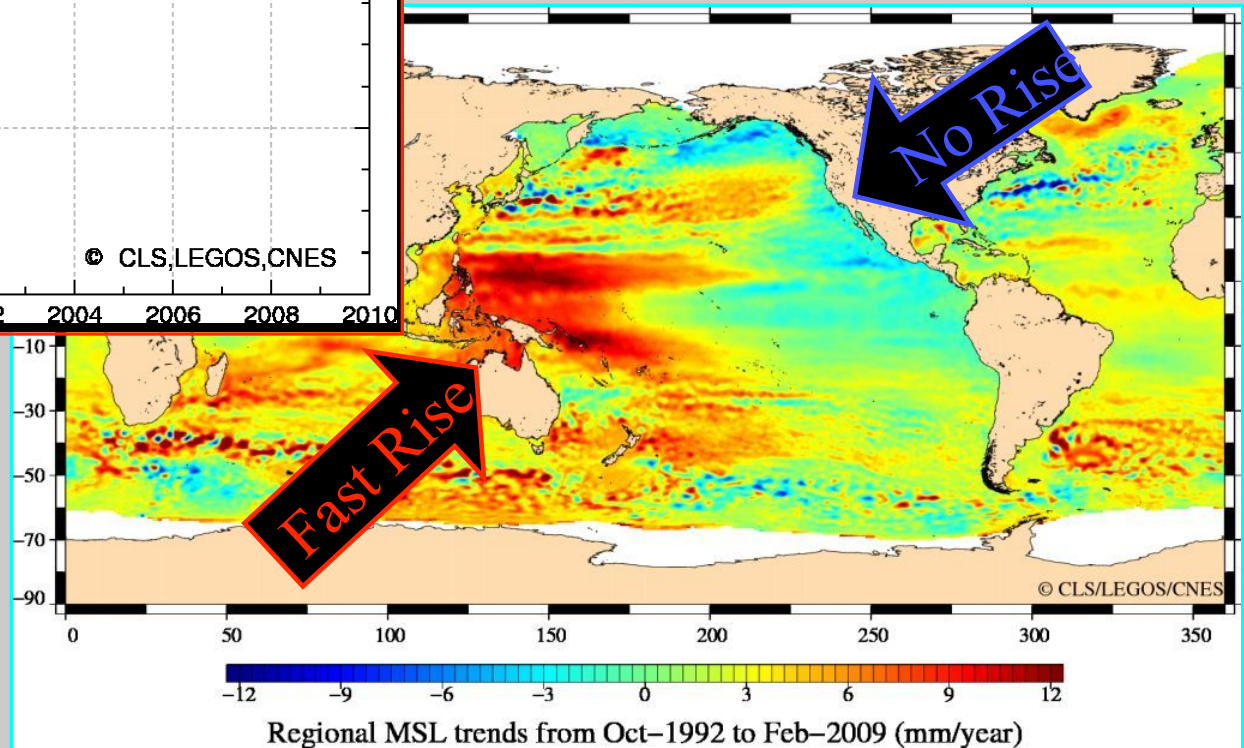 © CLS,LEGOS,CNES
2004 2006 2008 2010
No Rise
Fast Rise
−10
−30
−50
−70
−90
© CLS/LEGOS/CNES
0 50 100 150 200 250 300 350
−12 −9 −6 −3 0 3 6 9 12
Regional MSL trends from Oct−1992 to Feb−2009 (mm/year)